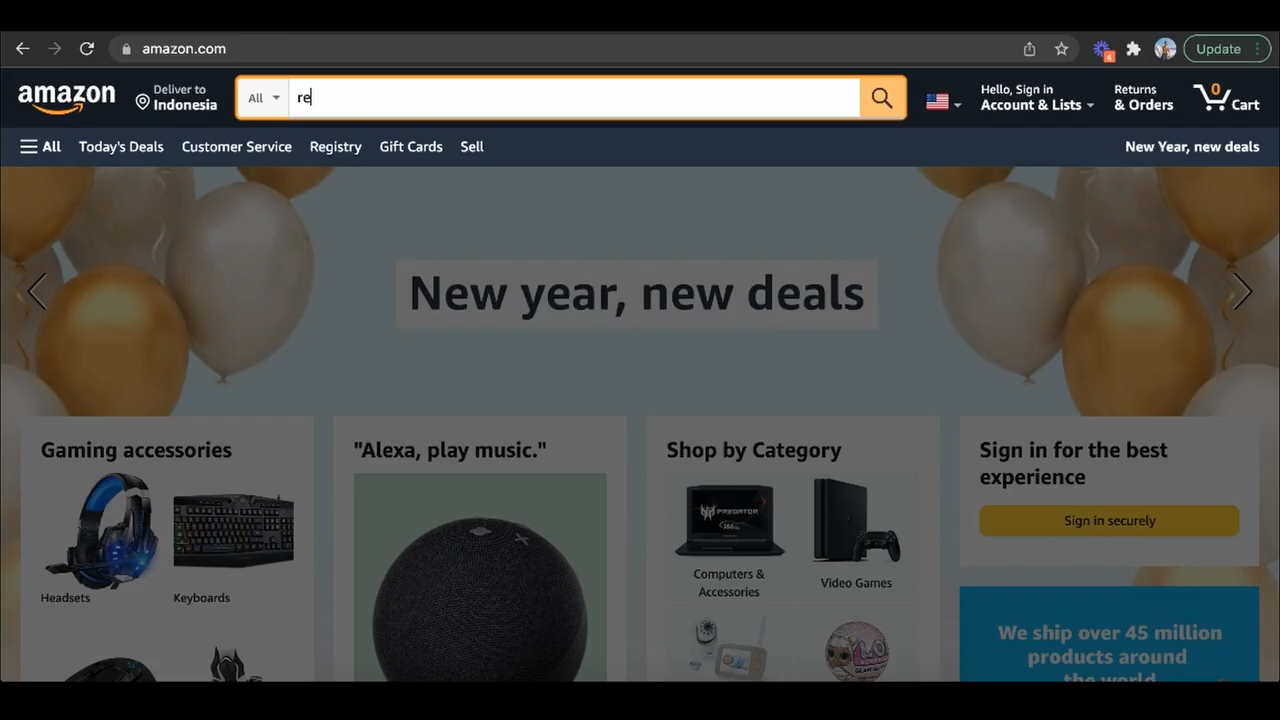 amazon.com
Update
4
amazon
Deliver to
Indonesia
All
re
Hello, Sign in
Account & Lists
Returns
& Orders
0
Cart
All
Today's Deals
Customer Service
Registry
Gift Cards
Sell
New Year, new deals
New year, new deals
Gaming accessories
Headsets
Keyboards
"Alexa, play music."
Shop by Category
PREDATOR
Computers &
Accessories
Video Games
Sign in for the best
experience
Sign in securely
We ship over 45 million
products around
the world